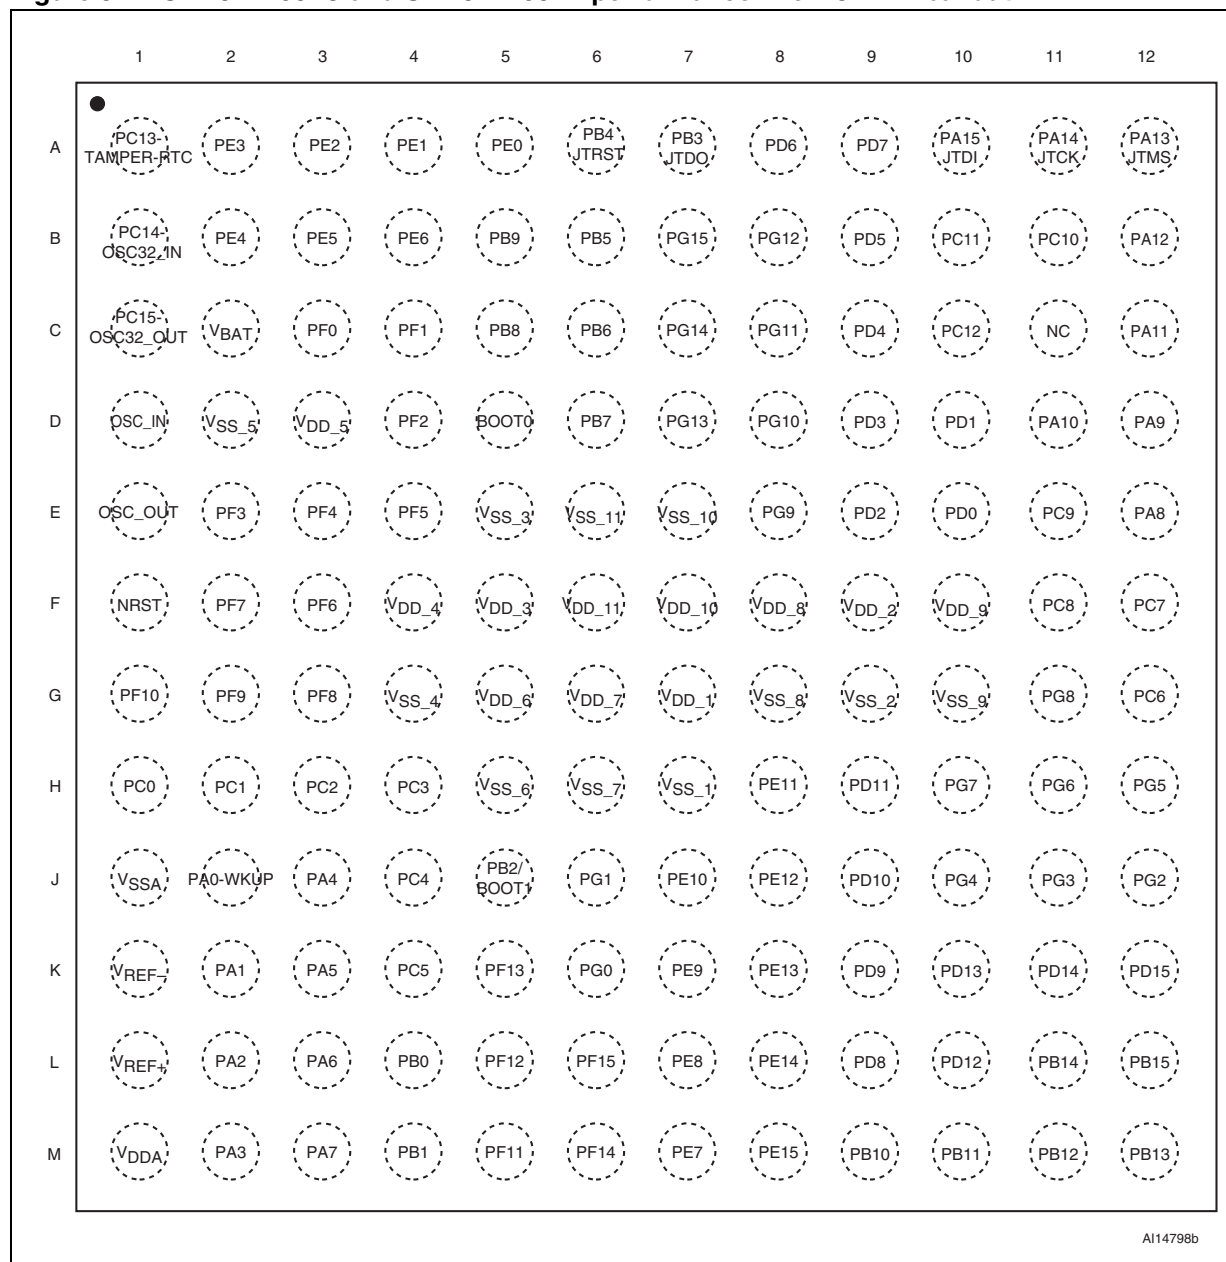 1 2 3 4 5 6 7 8 9 10 11 12
A PC13-TAMPER-RTC PE3 PE2 PE1 PE0 PB4 JTRST PB3 JTDO PD6 PD7 PA15 JTDI PA14 JTCK PA13 JTMS
B PC14-OSC32_IN PE4 PE5 PE6 PB9 PB5 PG15 PG12 PD5 PC11 PC10 PA12
C PC15-OSC32_OUT VBAT PF0 PF1 PB8 PB6 PG14 PG11 PD4 PC12 NC PA11
D OSC_IN VSS_5 VDD_5 PF2 BOOT0 PB7 PG13 PG10 PD3 PD1 PA10 PA9
E OSC_OUT PF3 PF4 PF5 VSS_3 VSS_11 VSS_10 PG9 PD2 PD0 PC9 PA8
F NRST PF7 PF6 VDD_4 VDD_3 VDD_11 VDD_10 VDD_8 VDD_2 VDD_9 PC8 PC7
G PF10 PF9 PF8 VSS_4 VDD_6 VDD_7 VDD_1 VSS_8 VSS_2 VSS_9 PG8 PC6
H PC0 PC1 PC2 PC3 VSS_6 VSS_7 VSS_1 PE11 PD11 PG7 PG6 PG5
J VSSA PA0-WKUP PA4 PC4 PB2/BOOT1 PG1 PE10 PE12 PD10 PG4 PG3 PG2
K VREF– PA1 PA5 PC5 PF13 PG0 PE9 PE13 PD9 PD13 PD14 PD15
L VREF+ PA2 PA6 PB0 PF12 PF15 PE8 PE14 PD8 PD12 PB14 PB15
M VDDA PA3 PA7 PB1 PF11 PF14 PE7 PE15 PB10 PB11 PB12 PB13
AI14798b